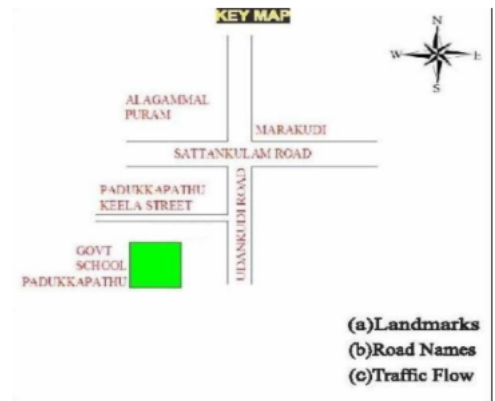 KEY MAP
N
W
E
S
ALAGAMMAL
PURAM
MARAKUDI
SATTANKULAM ROAD
PADUKKAPATHU
KEELA STREET
UDANKUDI ROAD
GOVT
SCHOOL
PADUKKAPATHU
(a)Landmarks
(b)Road Names
(c)Traffic Flow